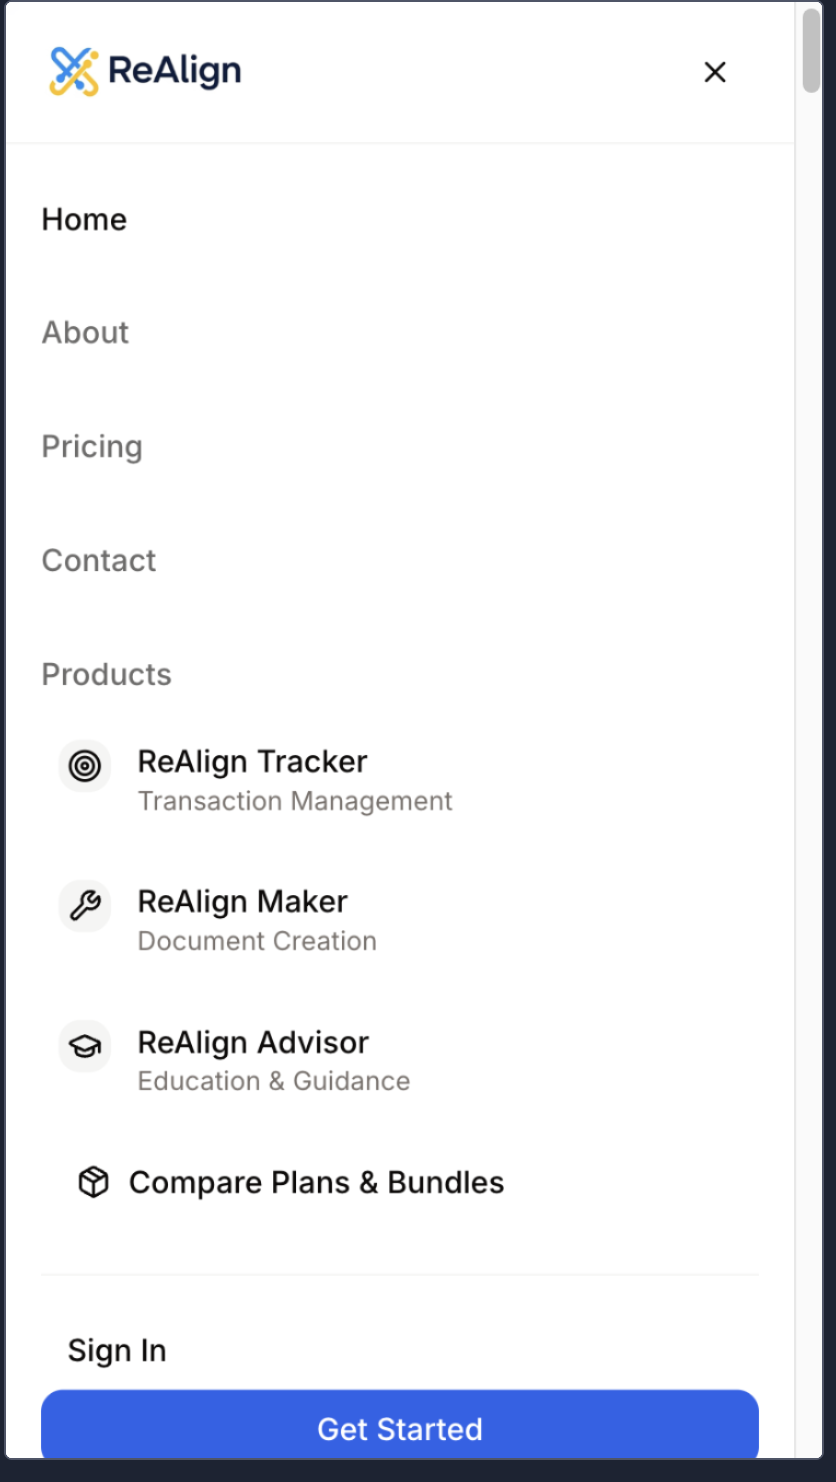 ReAlign
Home
About
Pricing
Contact
Products
ReAlign Tracker
Transaction Management
ReAlign Maker
Document Creation
ReAlign Advisor
Education & Guidance
Compare Plans & Bundles
Sign In
Get Started